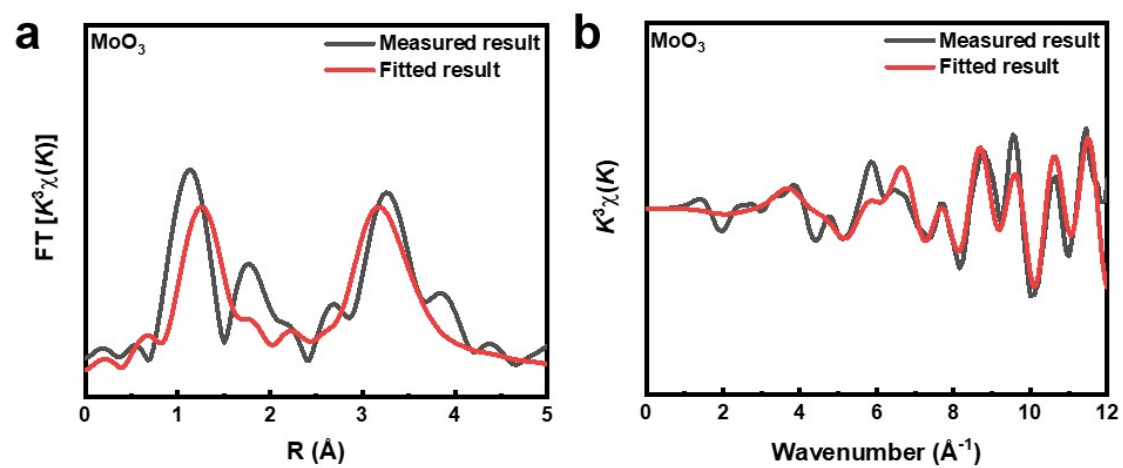 a
MoO₃
Measured result
Fitted result
FT [K³χ(K)]
0 1 2 3 4 5
R (Å)
b
MoO₃
Measured result
Fitted result
K³χ(K)
0 2 4 6 8 10 12
Wavenumber (Å⁻¹)